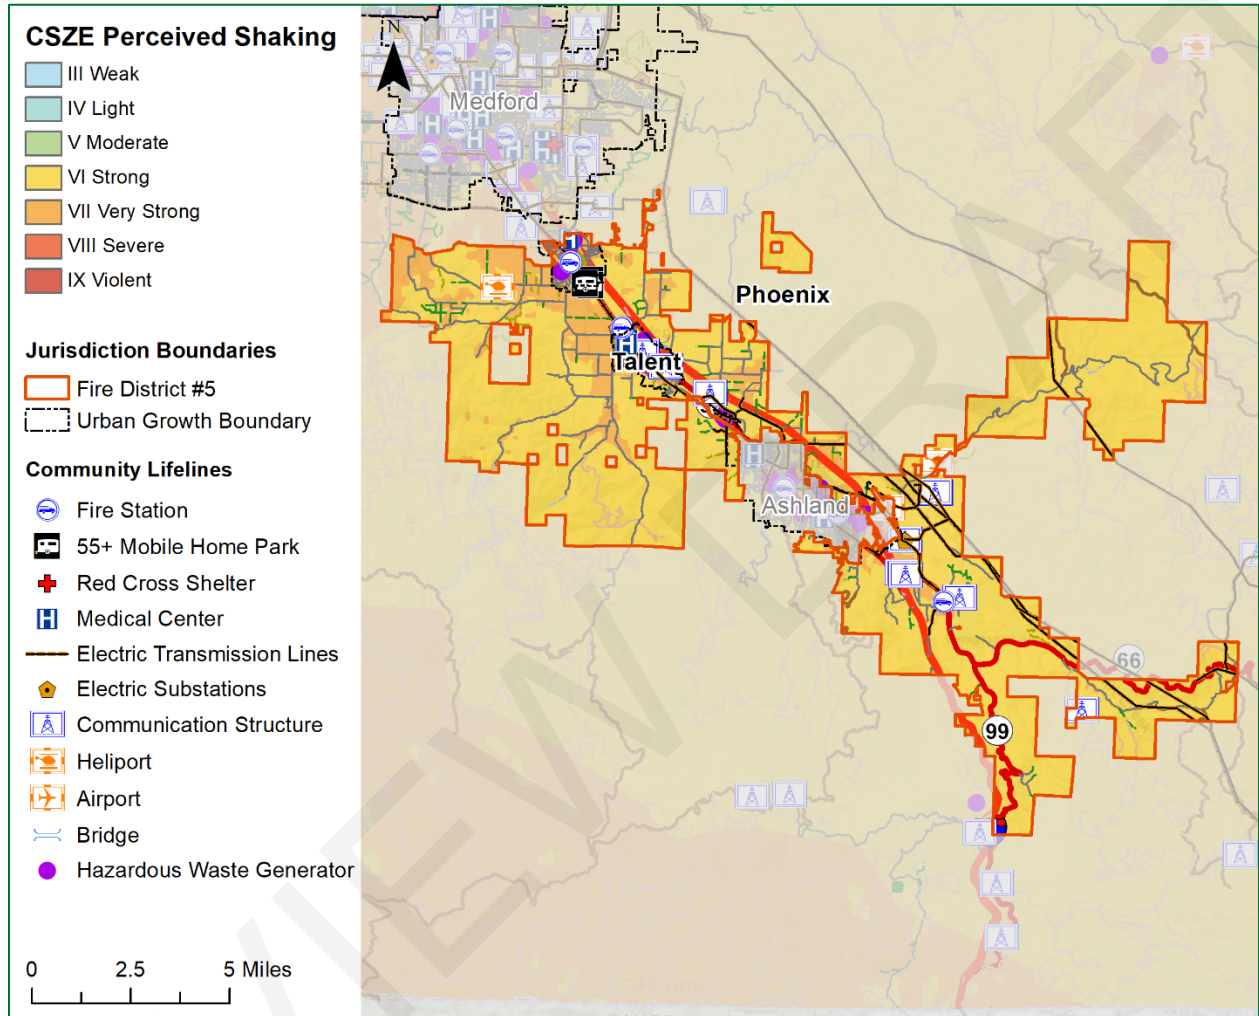 CSZE Perceived Shaking
III Weak
IV Light
V Moderate
VI Strong
VII Very Strong
VIII Severe
IX Violent
Jurisdiction Boundaries
Fire District #5
Urban Growth Boundary
Community Lifelines
Fire Station
55+ Mobile Home Park
Red Cross Shelter
Medical Center
Electric Transmission Lines
Electric Substations
Communication Structure
Heliport
Airport
Bridge
Hazardous Waste Generator
0 2.5 5 Miles
N
Medford
Phoenix
Talent
Ashland
66
99